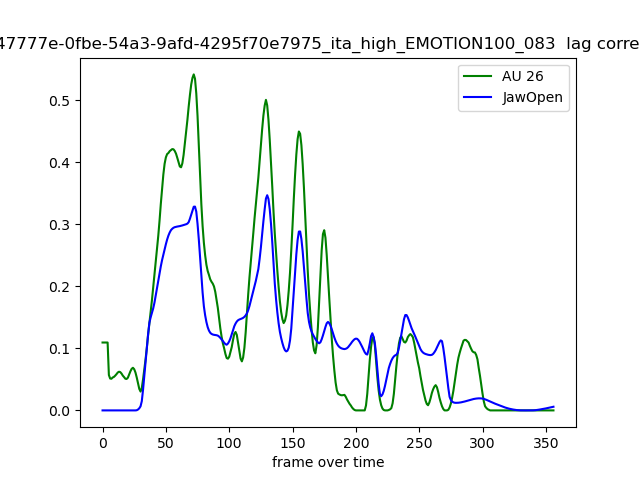 47777e-0fbe-54a3-9afd-4295f70e7975_ita_high_EMOTION100_083 lag corre
AU 26
JawOpen
0.5
0.4
0.3
0.2
0.1
0.0
0 50 100 150 200 250 300 350
frame over time